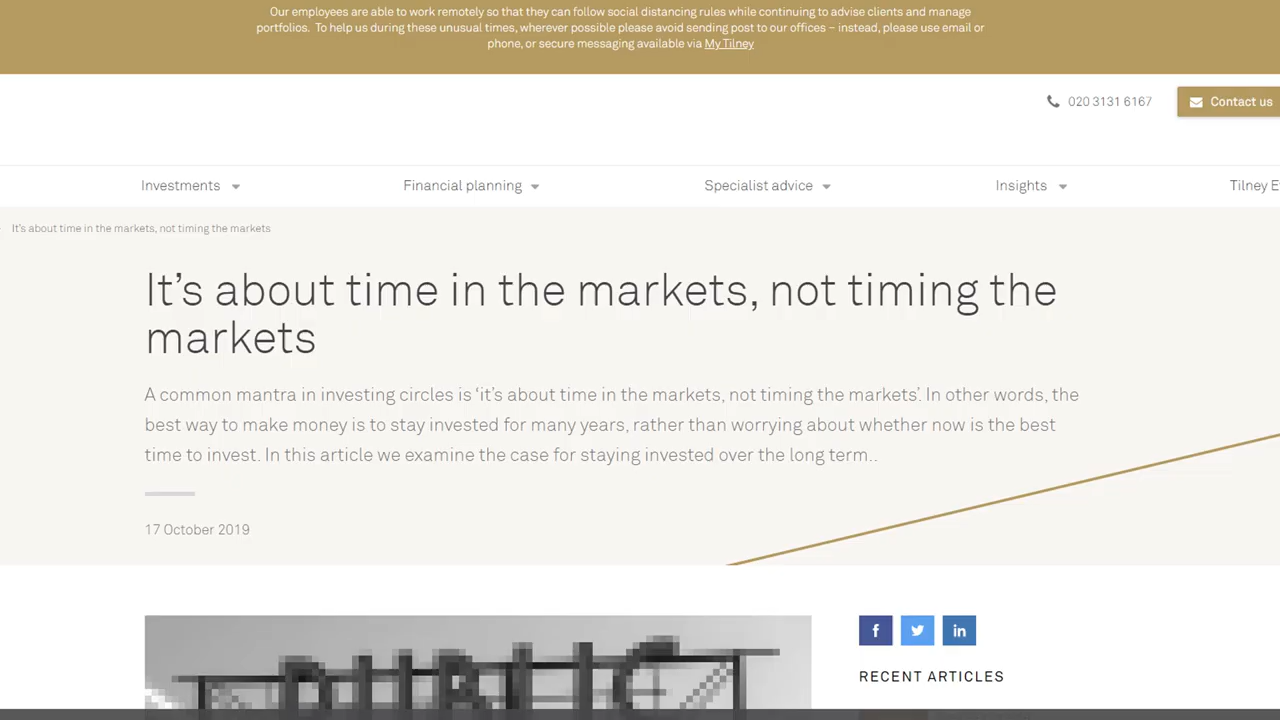 Our employees are able to work remotely so that they can follow social distancing rules while continuing to advise clients and manage
portfolios. To help us during these unusual times, wherever possible please avoid sending post to our offices – instead, please use email or
phone, or secure messaging available via My Tilney
020 3131 6167
Contact us
Investments
Financial planning
Specialist advice
Insights
Tilney
It's about time in the markets, not timing the markets
It's about time in the markets, not timing the
markets
A common mantra in investing circles is ‘it's about time in the markets, not timing the markets’. In other words, the
best way to make money is to stay invested for many years, rather than worrying about whether now is the best
time to invest. In this article we examine the case for staying invested over the long term..
17 October 2019
RECENT ARTICLES